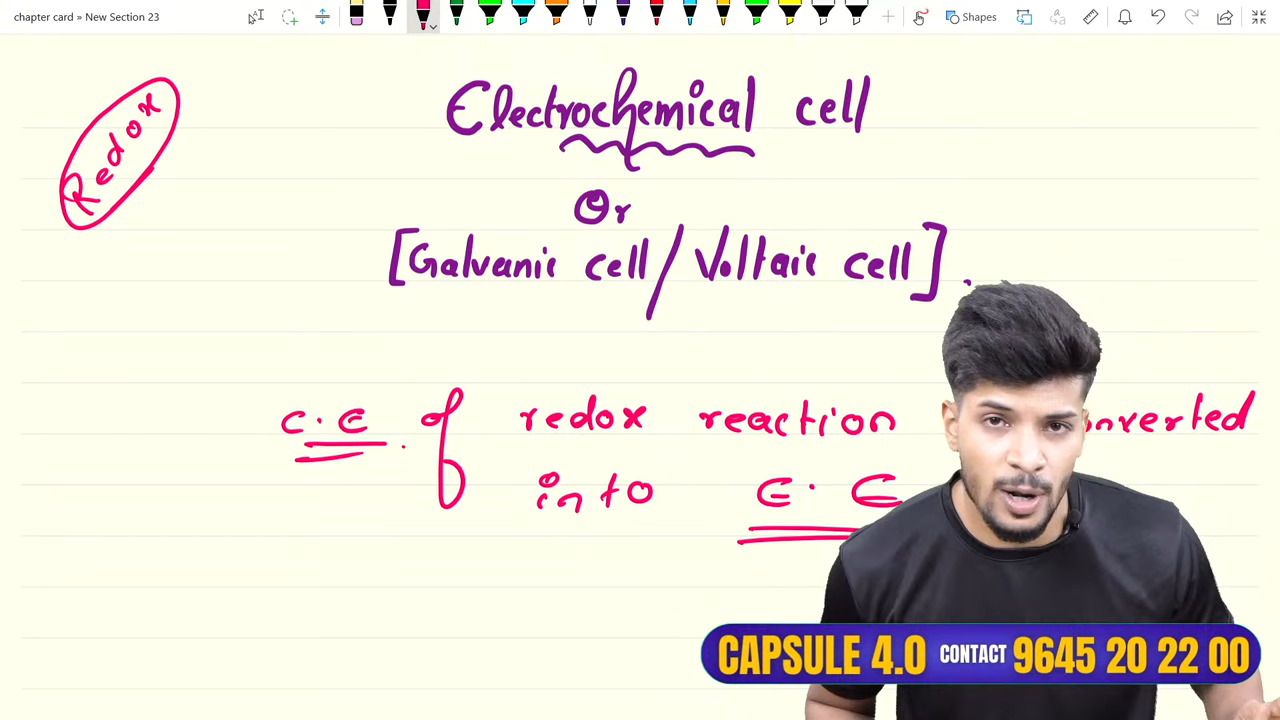 chapter card » New Section 23
Shapes
Redox
Electrochemical cell
Or
[Galvanic cell/Voltaic cell].
C.E of redox reaction
into E.E
CAPSULE 4.0 CONTACT 9645 20 22 00